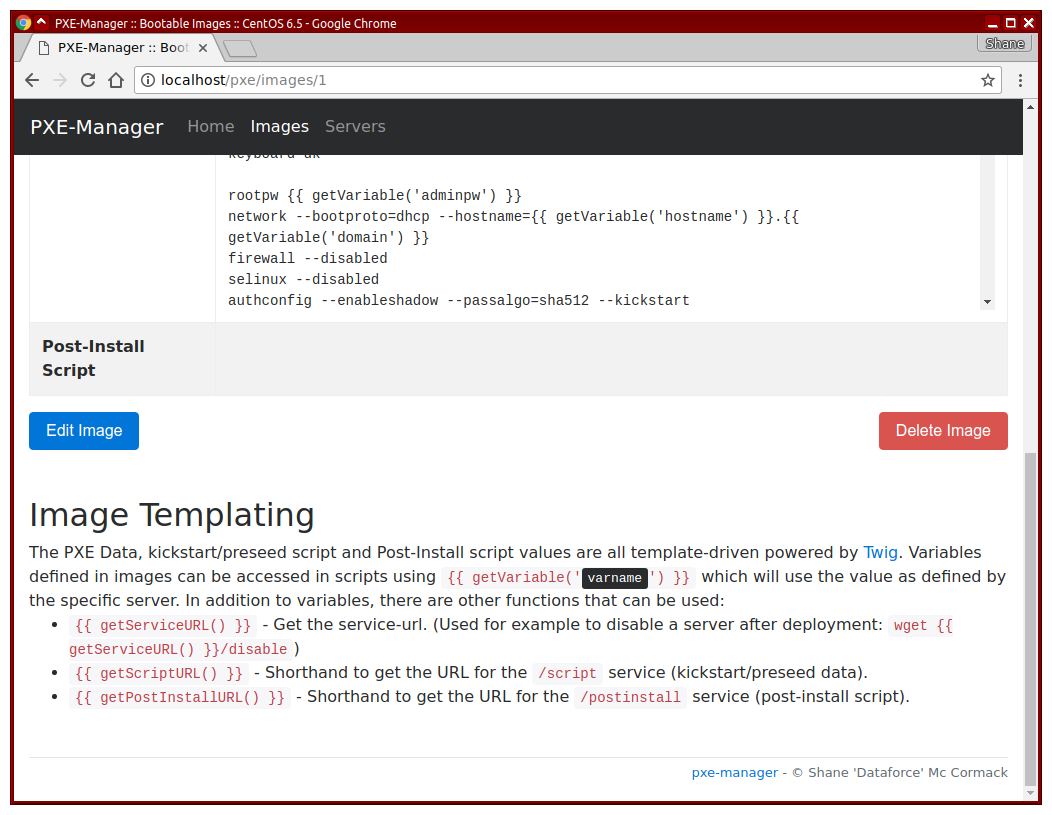 PXE-Manager :: Bootable Images :: CentOS 6.5 - Google Chrome
PXE-Manager :: Boot
Shane
localhost/pxe/images/1
PXE-Manager Home Images Servers
keyboard uk
rootpw {{ getVariable('adminpw') }}
network --bootproto=dhcp --hostname={{ getVariable('hostname') }}.{{
getVariable('domain') }}
firewall --disabled
selinux --disabled
authconfig --enableshadow --passalgo=sha512 --kickstart
Post-Install
Script
Edit Image Delete Image
Image Templating
The PXE Data, kickstart/preseed script and Post-Install script values are all template-driven powered by Twig. Variables
defined in images can be accessed in scripts using {{ getVariable('varname') }} which will use the value as defined by
the specific server. In addition to variables, there are other functions that can be used:
• {{ getServiceURL() }} - Get the service-url. (Used for example to disable a server after deployment: wget {{
getServiceURL() }}/disable )
• {{ getScriptURL() }} - Shorthand to get the URL for the /script service (kickstart/preseed data).
• {{ getPostInstallURL() }} - Shorthand to get the URL for the /postinstall service (post-install script).
pxe-manager - © Shane 'Dataforce' Mc Cormack